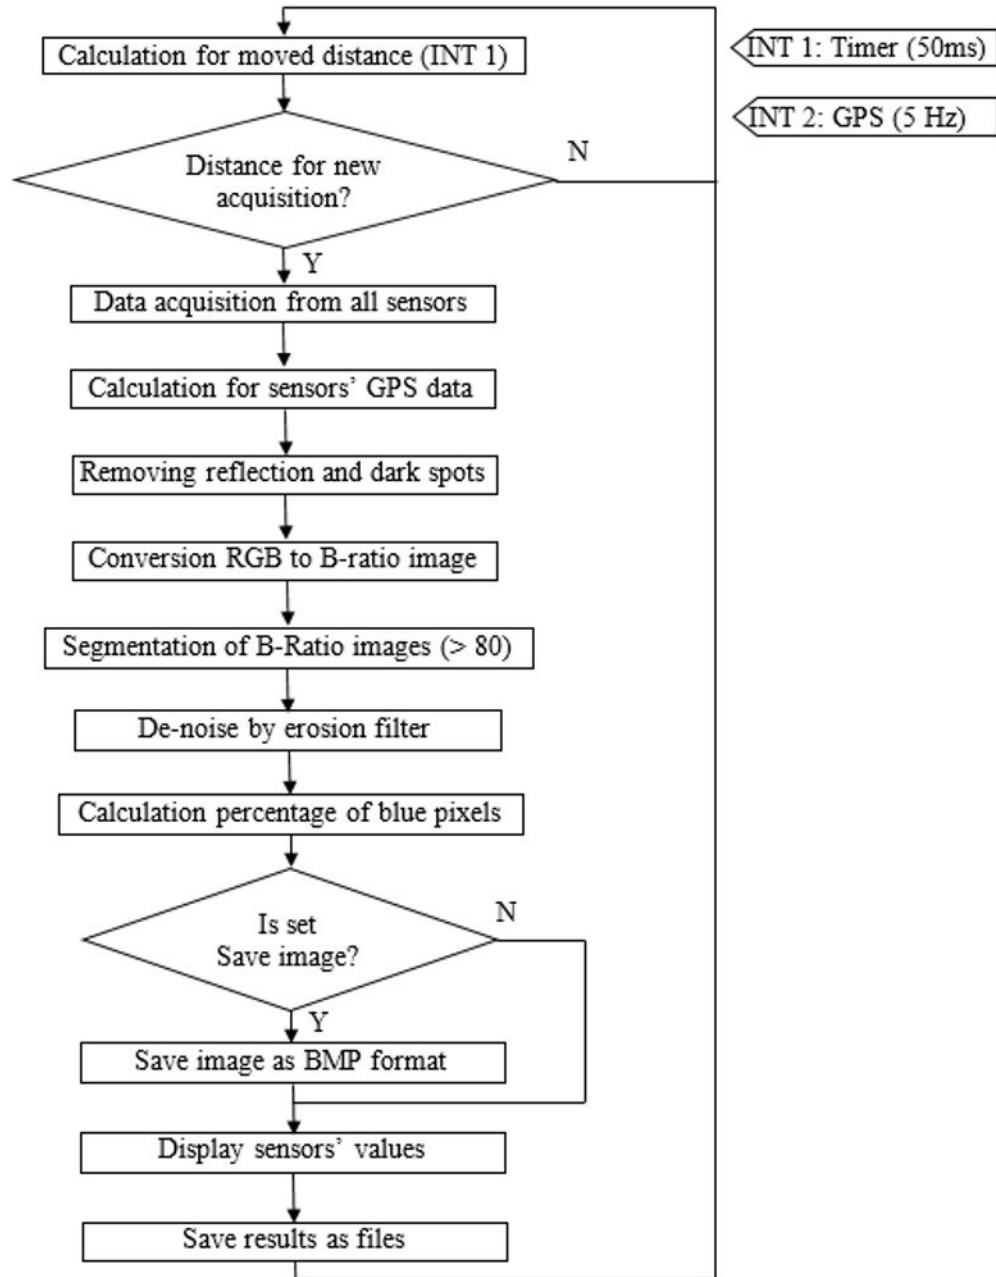 Calculation for moved distance (INT 1)
INT 1: Timer (50ms)
INT 2: GPS (5 Hz)
Distance for new
acquisition?
N
Y
Data acquisition from all sensors
Calculation for sensors’ GPS data
Removing reflection and dark spots
Conversion RGB to B-ratio image
Segmentation of B-Ratio images (> 80)
De-noise by erosion filter
Calculation percentage of blue pixels
Is set
Save image?
N
Y
Save image as BMP format
Display sensors’ values
Save results as files